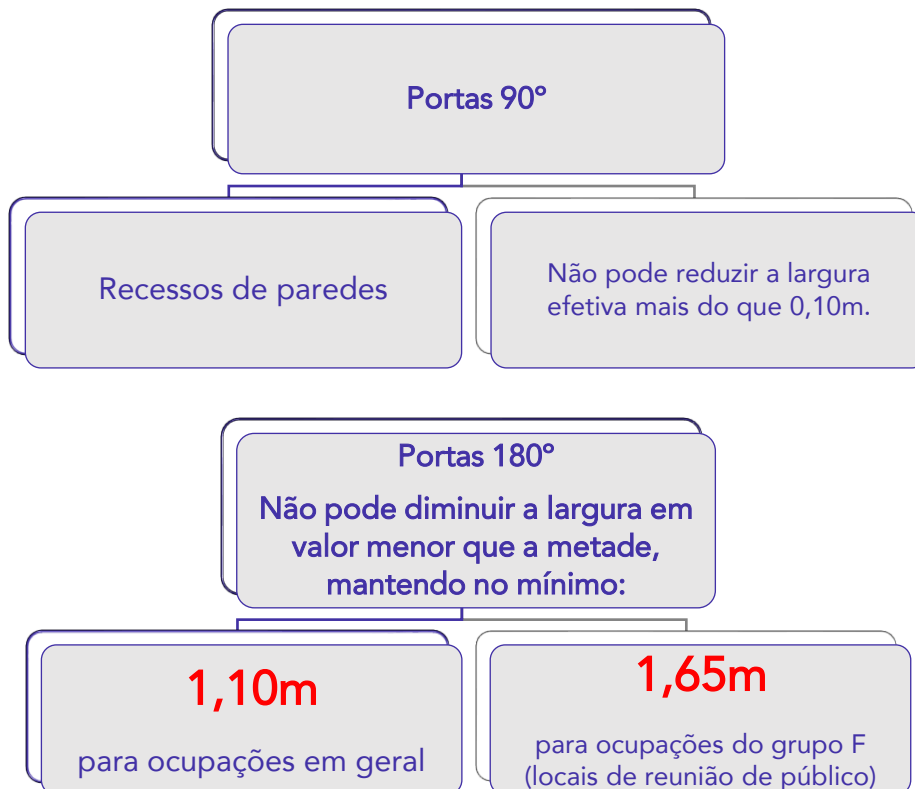 Portas 90º
Recessos de paredes
Não pode reduzir a largura
efetiva mais do que 0,10m.
Portas 180º
Não pode diminuir a largura em
valor menor que a metade,
mantendo no mínimo:
1,10m
para ocupações em geral
1,65m
para ocupações do grupo F
(locais de reunião de público)